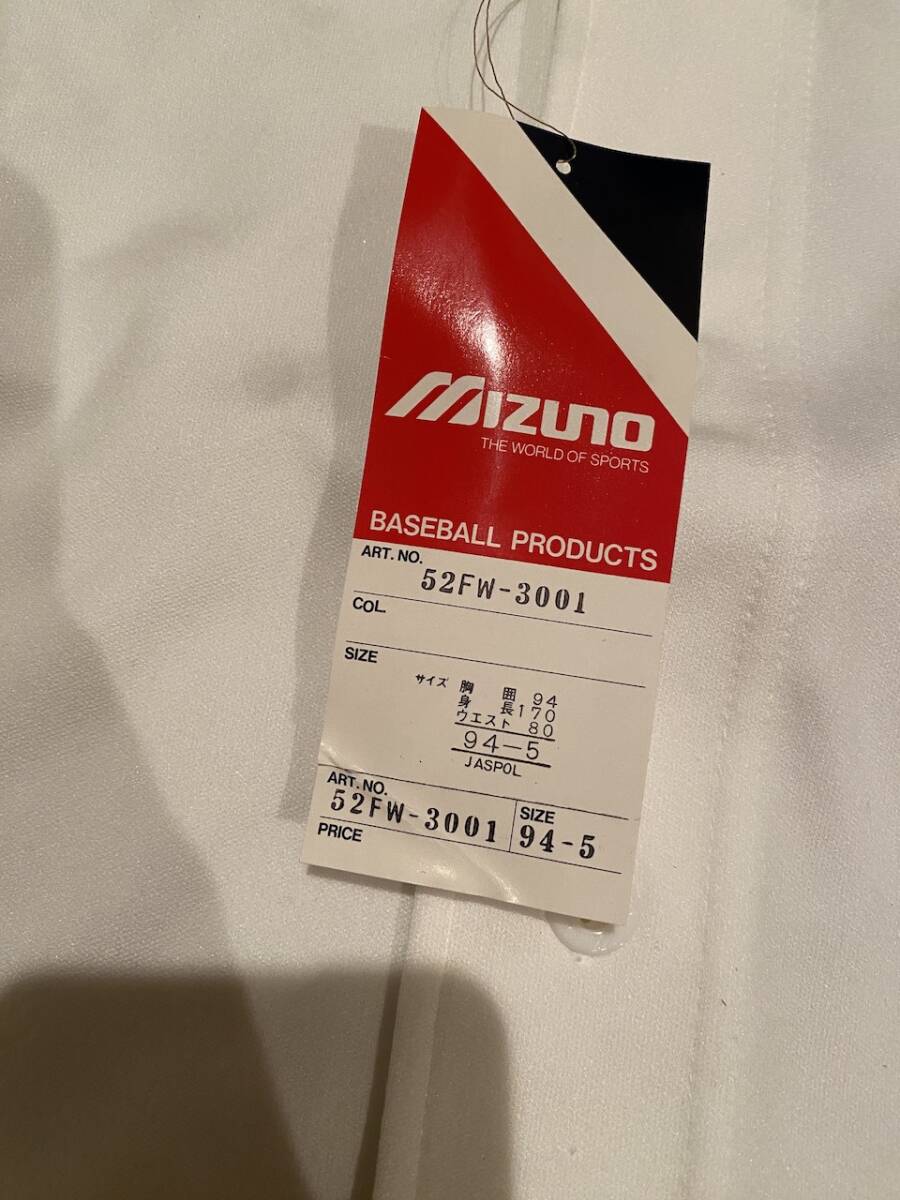 MIZUNO
THE WORLD OF SPORTS
BASEBALL PRODUCTS
ART. NO.
52FW-3001
COL.
SIZE
サイズ 胸囲 94
身長 170
ウエスト 80
94-5
JASPOL
ART. NO.
52FW-3001
SIZE
94-5
PRICE